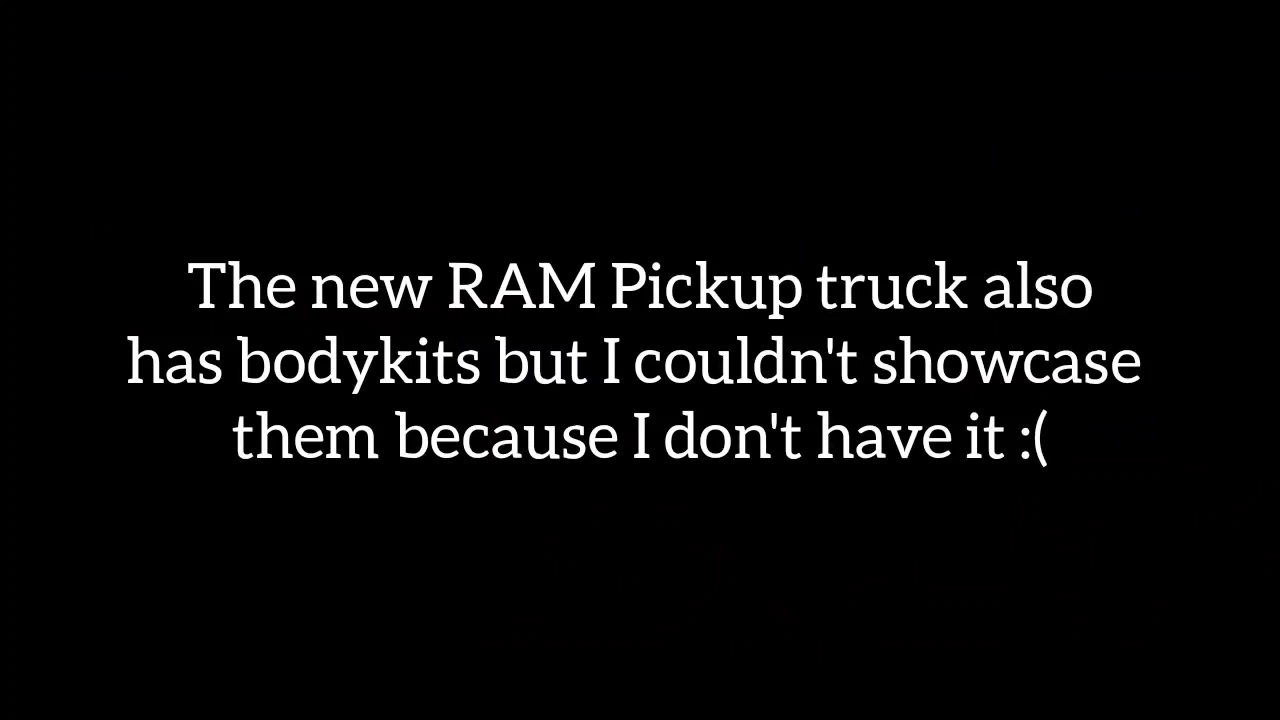 The new RAM Pickup truck also
has bodykits but I couldn't showcase
them because I don't have it :(